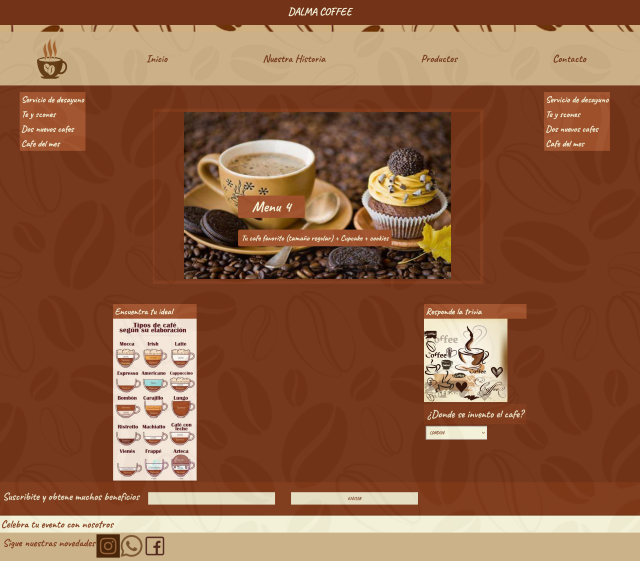 DALMA COFFEE
Inicio
Nuestra Historia
Productos
Contacto
Servicio de desayuno
Te y scones
Dos nuevos cafes
Cafe del mes
Servicio de desayuno
Te y scones
Dos nuevos cafes
Cafe del mes
Menu 4
Tu cafe favorito (tamaño regular) + Cupcake + cookies
Encuentra tu ideal
Tipos de café
según su elaboración
Mocca Irish Latte
Espresso Americano Cappuccino
Bombón Carajillo Lungo
Ristretto Machiatto Café con leche
Vienés Frappé Azteca
Responde la trivia
Coffee
Coffee
Coffee
¿Donde se invento el café?
Suscribite y obtene muchos beneficios
Celebra tu evento con nosotros
Sigue nuestras novedades